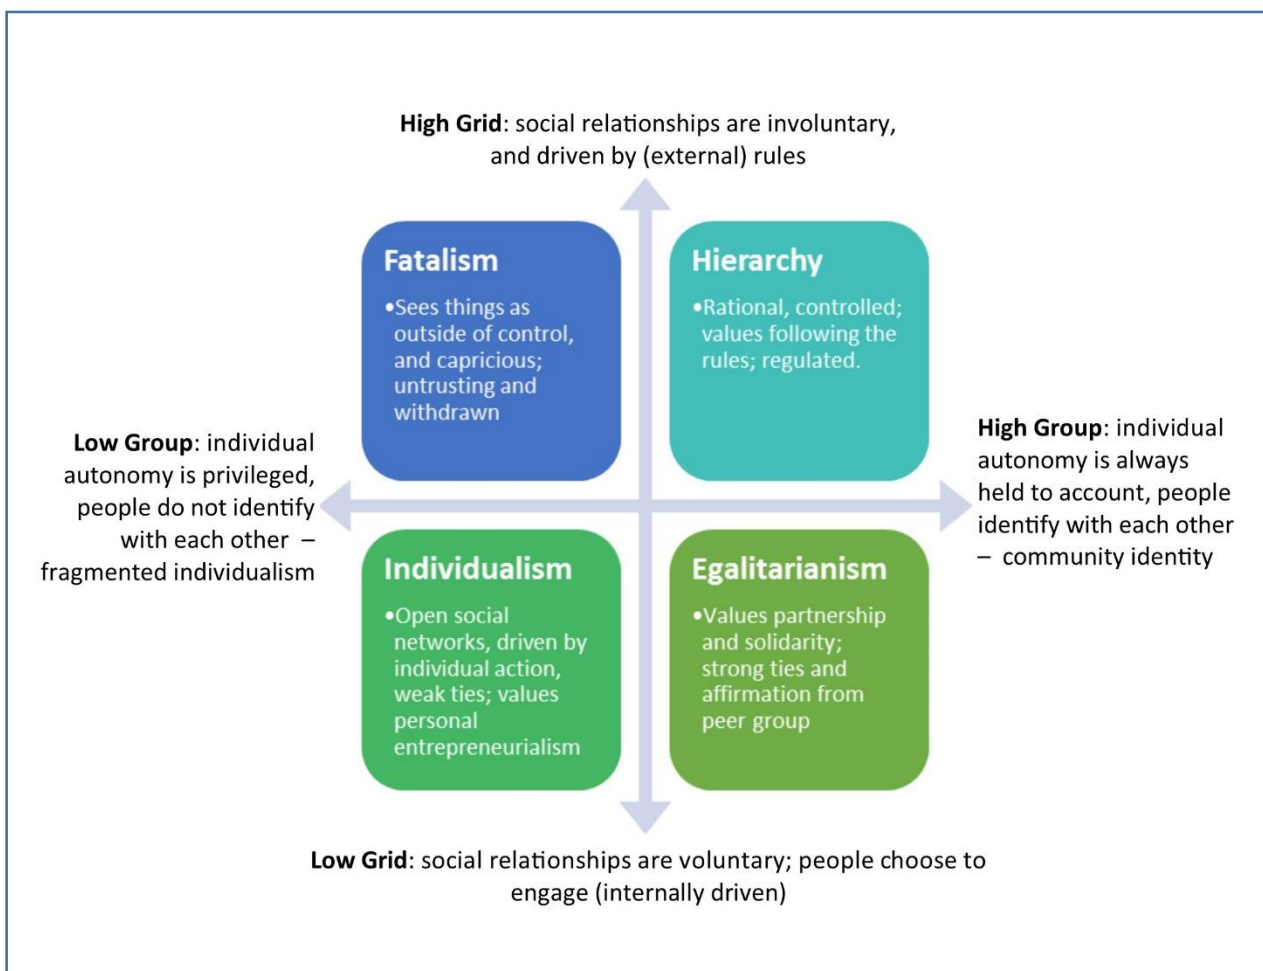 High Grid: social relationships are involuntary,
and driven by (external) rules
Fatalism
•Sees things as
outside of control,
and capricious;
untrusting and
withdrawn
Hierarchy
•Rational, controlled;
values following the
rules; regulated.
Low Group: individual
autonomy is privileged,
people do not identify
with each other –
fragmented individualism
High Group: individual
autonomy is always
held to account, people
identify with each other
– community identity
Individualism
•Open social
networks, driven by
individual action,
weak ties; values
personal
entrepreneurialism
Egalitarianism
•Values partnership
and solidarity;
strong ties and
affirmation from
peer group
Low Grid: social relationships are voluntary; people choose to
engage (internally driven)